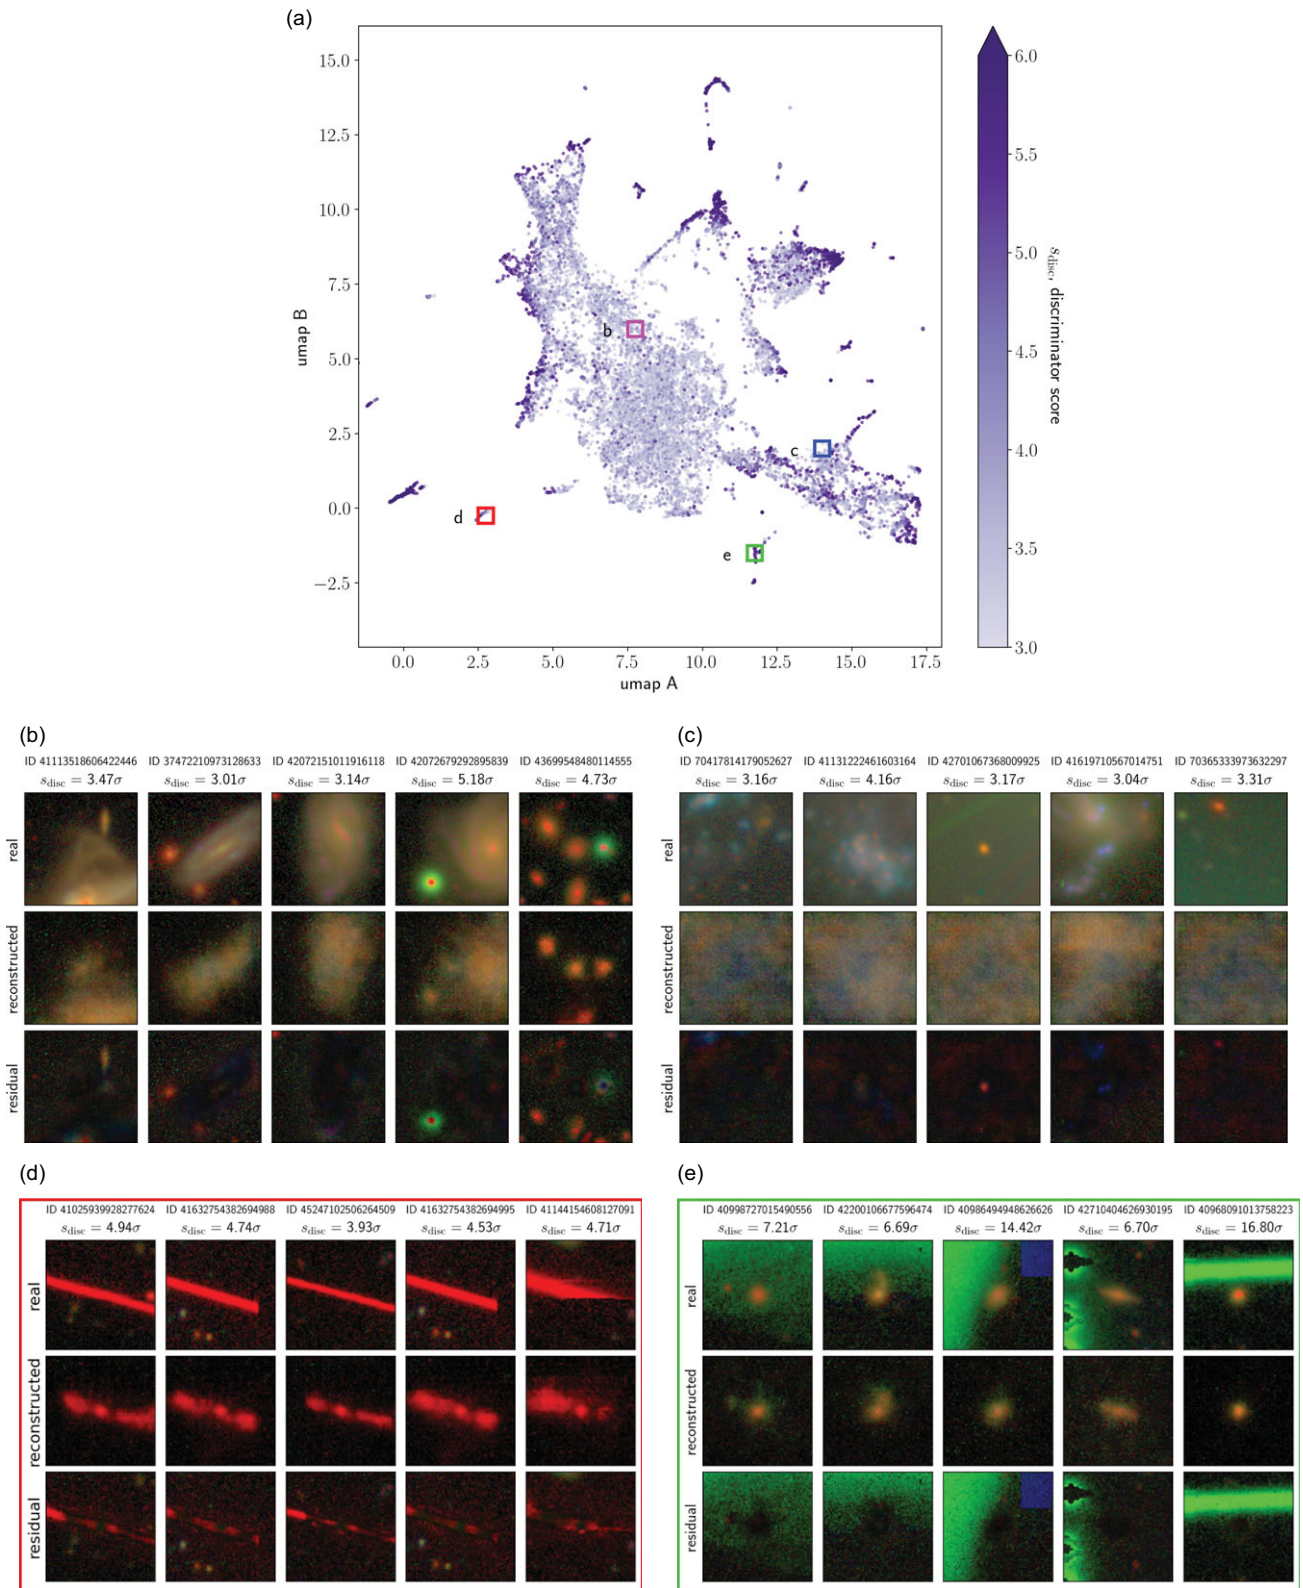 (a)
15.0
12.5
10.0
7.5
5.0
2.5
0.0
−2.5
umap B
0.0 2.5 5.0 7.5 10.0 12.5 15.0 17.5
umap A
b
c
d
e
6.0
5.5
5.0
4.5
4.0
3.5
3.0
s_disc, discriminator score
(b)
ID 41113518606422446 ID 37472210973128633 ID 42072151011916118 ID 42072679292895839 ID 43699548480114555
s_disc = 3.47σ s_disc = 3.01σ s_disc = 3.14σ s_disc = 5.18σ s_disc = 4.73σ
real
reconstructed
residual
(c)
ID 70417814179052627 ID 41131222461603164 ID 42701067368009925 ID 41619710567014751 ID 70365333973632297
s_disc = 3.16σ s_disc = 4.16σ s_disc = 3.17σ s_disc = 3.04σ s_disc = 3.31σ
real
reconstructed
residual
(d)
ID 41025939928277624 ID 41632754382694988 ID 45247102506264509 ID 41632754382694995 ID 41144154608127091
s_disc = 4.94σ s_disc = 4.74σ s_disc = 3.93σ s_disc = 4.53σ s_disc = 4.71σ
real
reconstructed
residual
(e)
ID 40998727015490556 ID 42200106677596474 ID 40986494948626626 ID 42710404626930195 ID 40968091013758223
s_disc = 7.21σ s_disc = 6.69σ s_disc = 14.42σ s_disc = 6.70σ s_disc = 16.80σ
real
reconstructed
residual